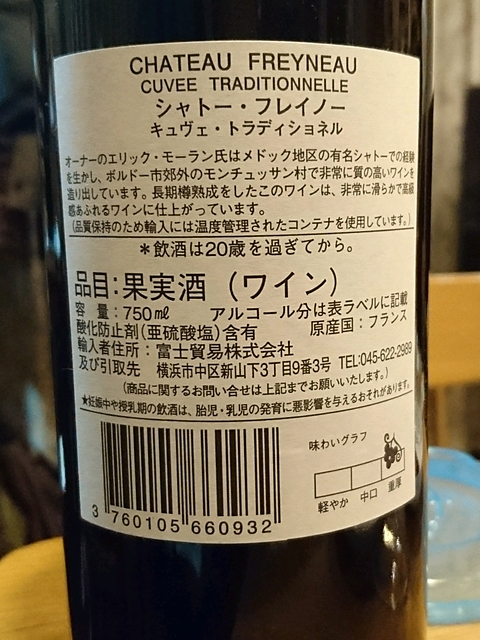 CHATEAU FREYNEAU
CUVEE TRADITIONNELLE
シャトー・フレイノー
キュヴェ・トラディショネル
オーナーのエリック・モーラン氏はメドック地区の有名シャトーでの経験
を生かし、ボルドー市郊外のモンチュッサン村で非常に質の高いワインを
造り出しています。長期樽熟成をしたこのワインは、非常に滑らかで高級
感あふれるワインに仕上がっています。
(品質保持のため輸入には温度管理されたコンテナを使用しています。)
＊飲酒は20歳を過ぎてから。
品目：果実酒（ワイン）
容 量：750㎖ アルコール分は表ラベルに記載
酸化防止剤(亜硫酸塩)含有 原産国：フランス
輸入者住所：富士貿易株式会社
及び引取先 横浜市中区新山下3丁目9番3号 TEL:045-622-2989
(商品に関するお問い合せは上記までお願いいたします。)
★妊娠中や授乳期の飲酒は、胎児・乳児の発育に悪影響を与えるおそれがあります。
味わいグラフ
軽やか 中口 重厚
3 760105 660932